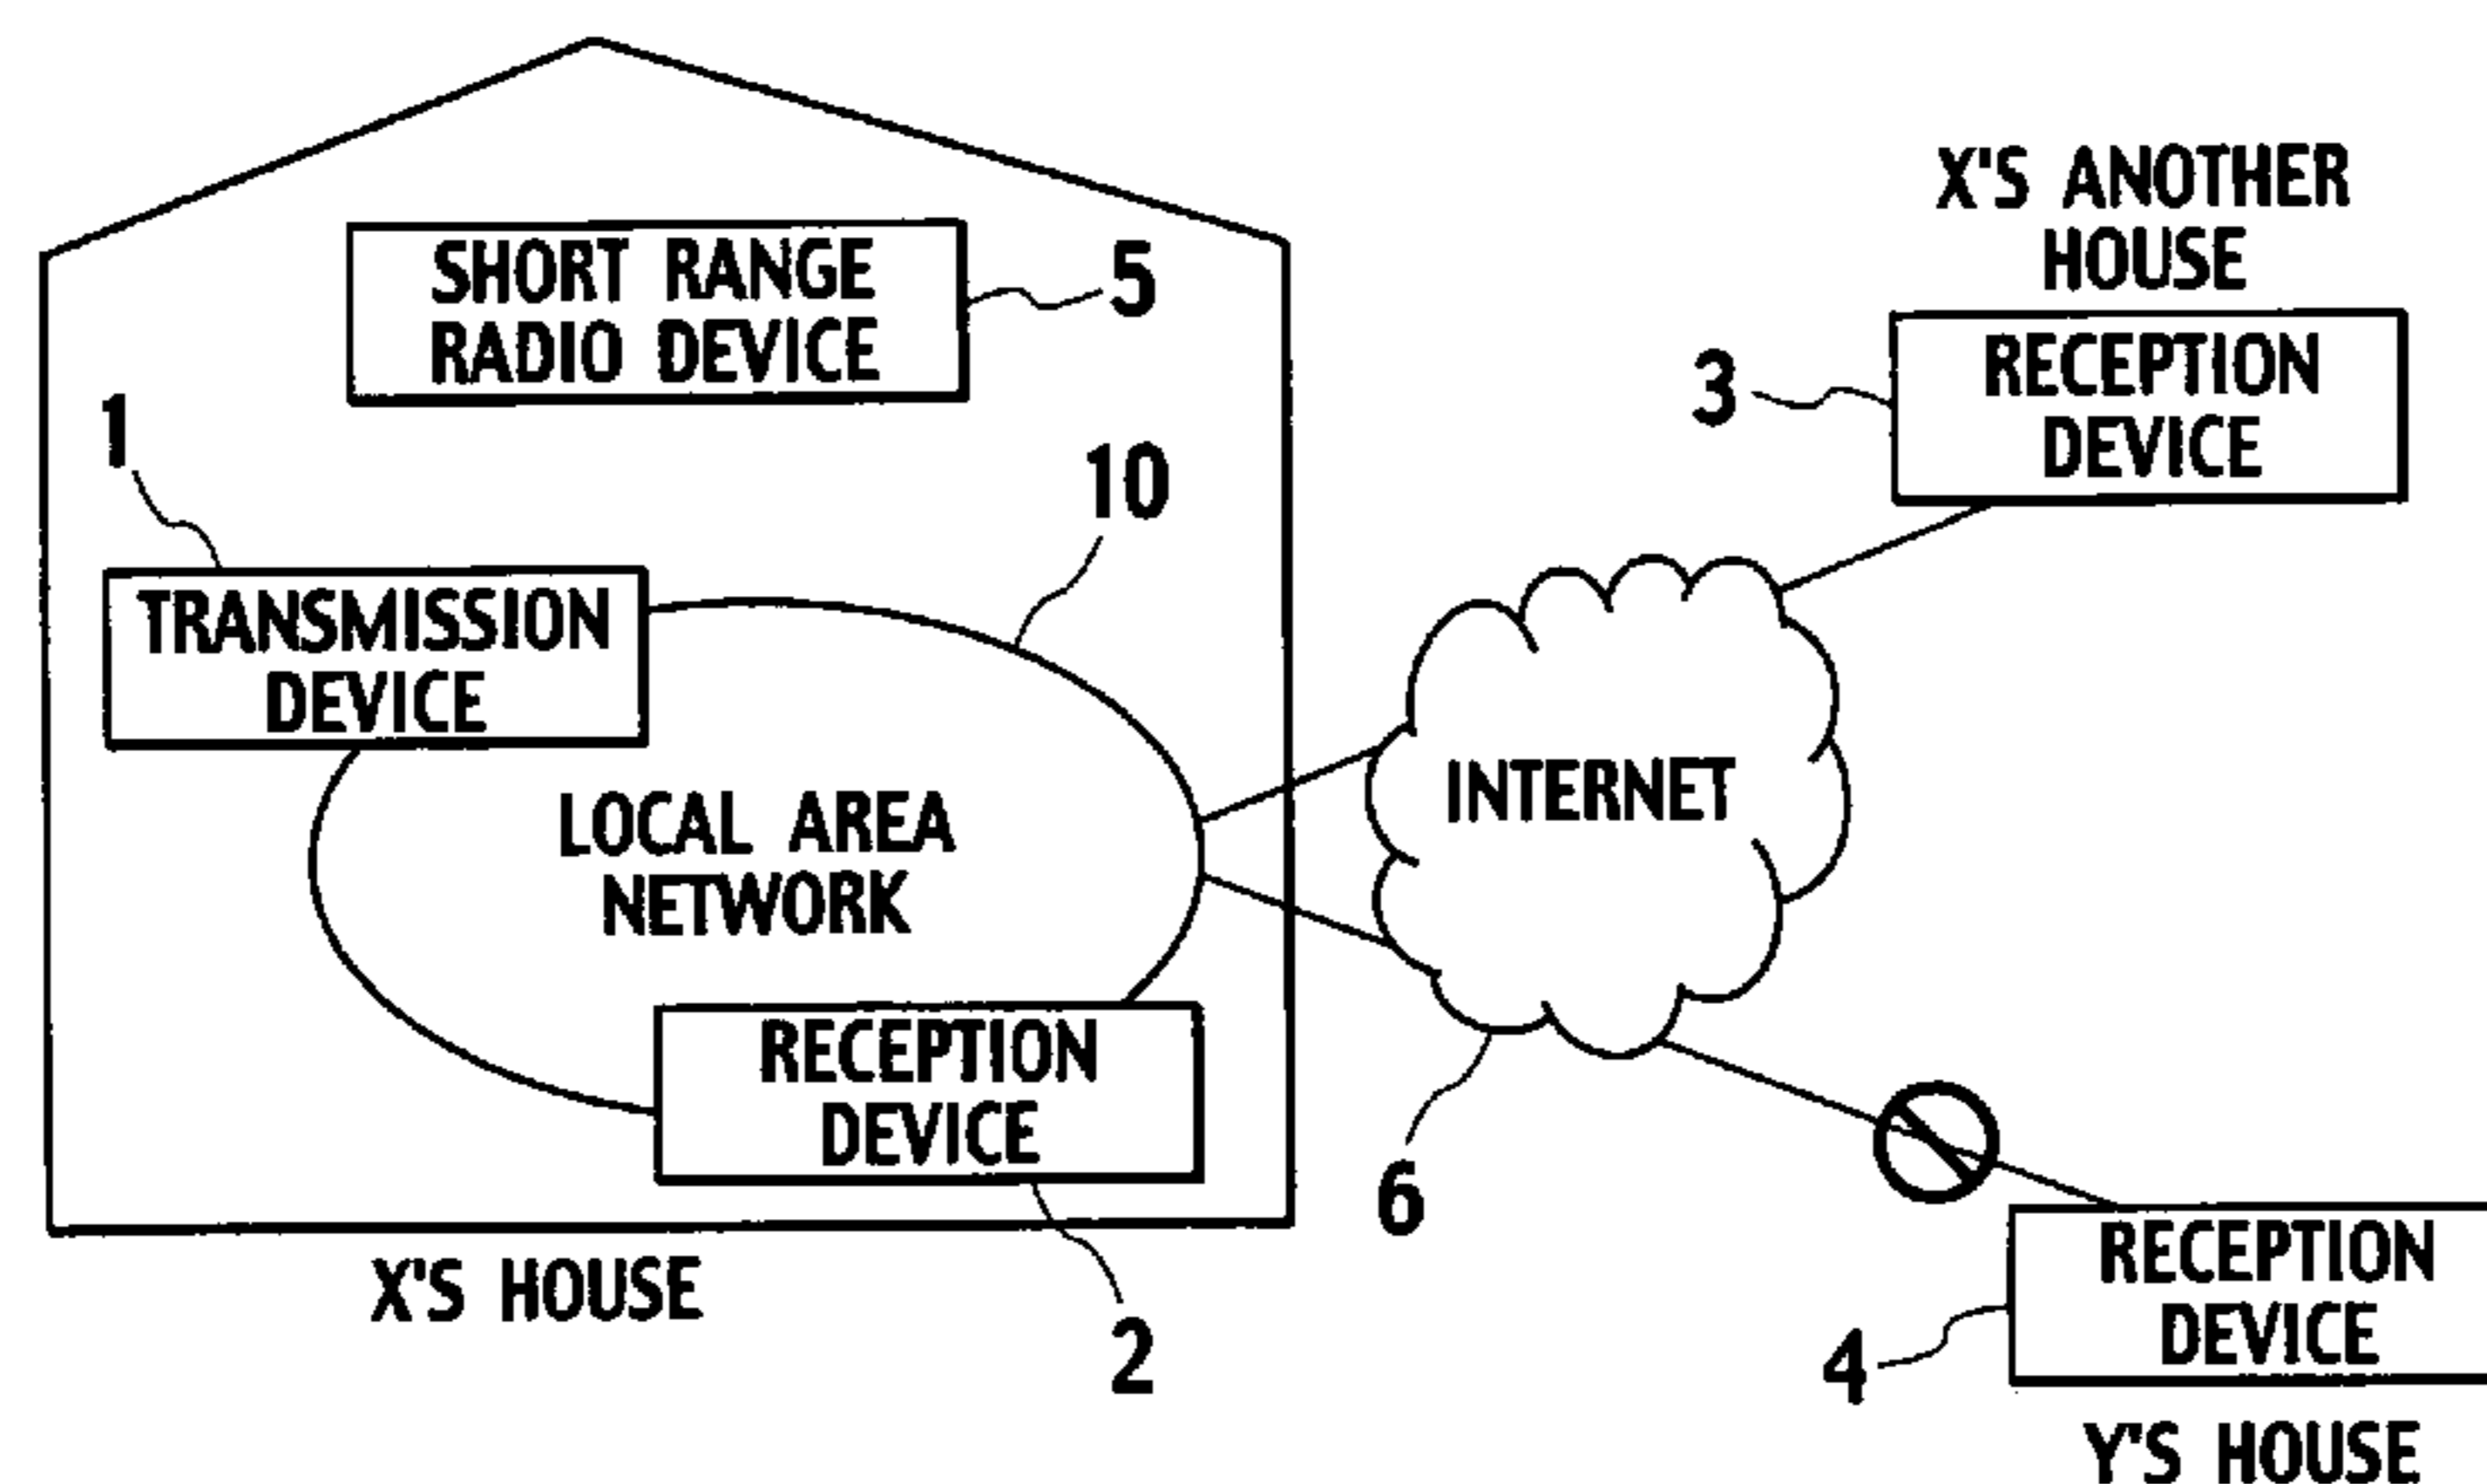 SHORT RANGE
RADIO DEVICE
5
X'S ANOTHER
HOUSE
3
RECEPTION
DEVICE
1
10
TRANSMISSION
DEVICE
LOCAL AREA
NETWORK
INTERNET
RECEPTION
DEVICE
6
X'S HOUSE
2
RECEPTION
DEVICE
4
Y'S HOUSE